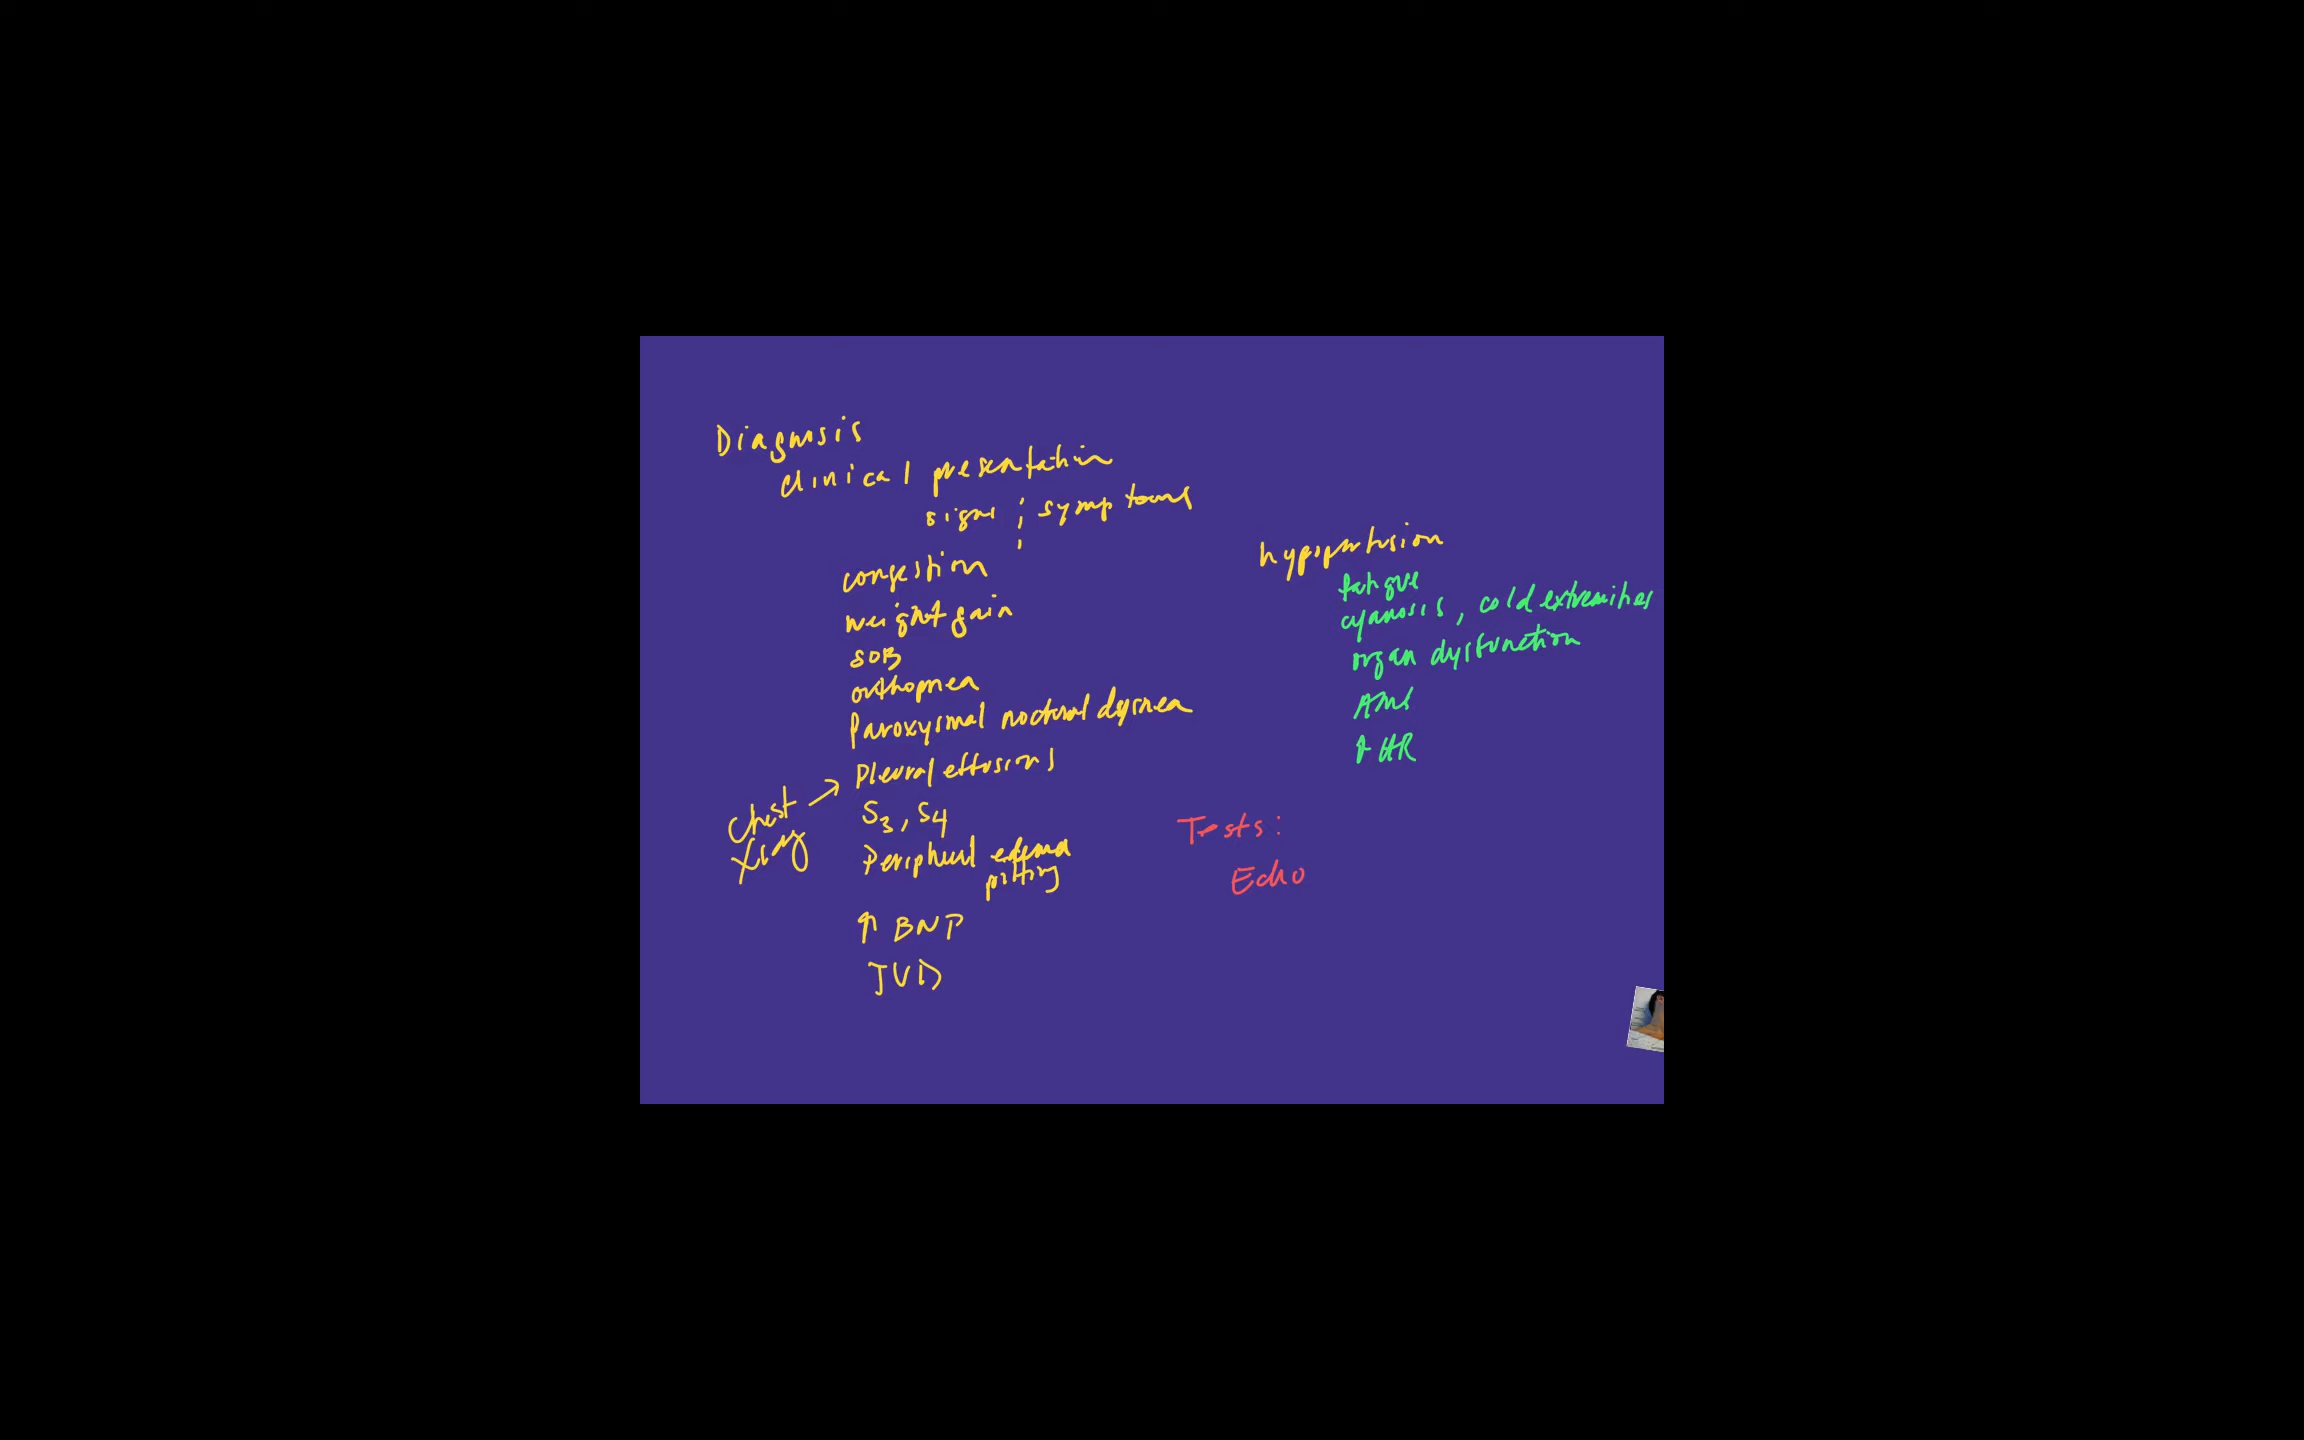 Diagnosis
clinical presentation
signs ¦ symptoms
congestion
weight gain
SOB
orthopnea
Paroxysmal nocturnal dyspnea
Pleural effusions
Chest Xray →
S3, S4
Peripheral edema
pitting
↑ BNP
JVD
hypoperfusion
fatigue
cyanosis, cold extremities
organ dysfunction
AMS
↑ HR
Tests:
Echo